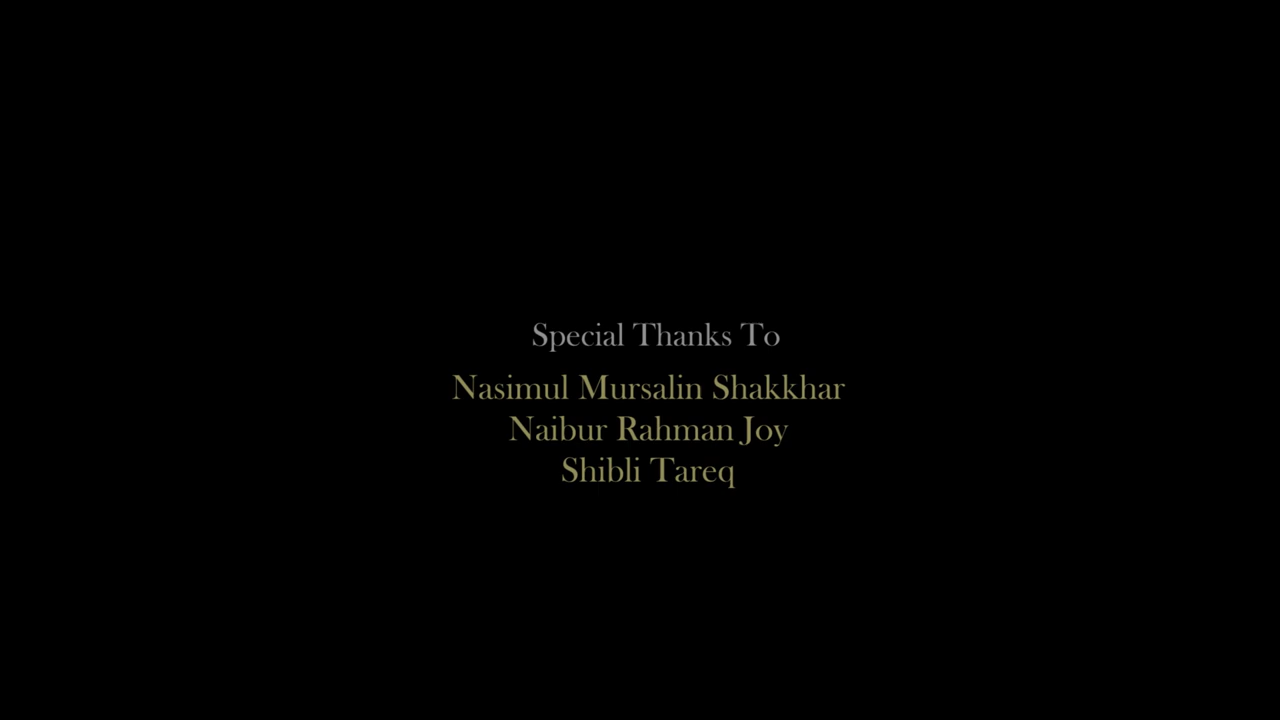 Special Thanks To
Nasimul Mursalin Shakkhar
Naibur Rahman Joy
Shibli Tareq